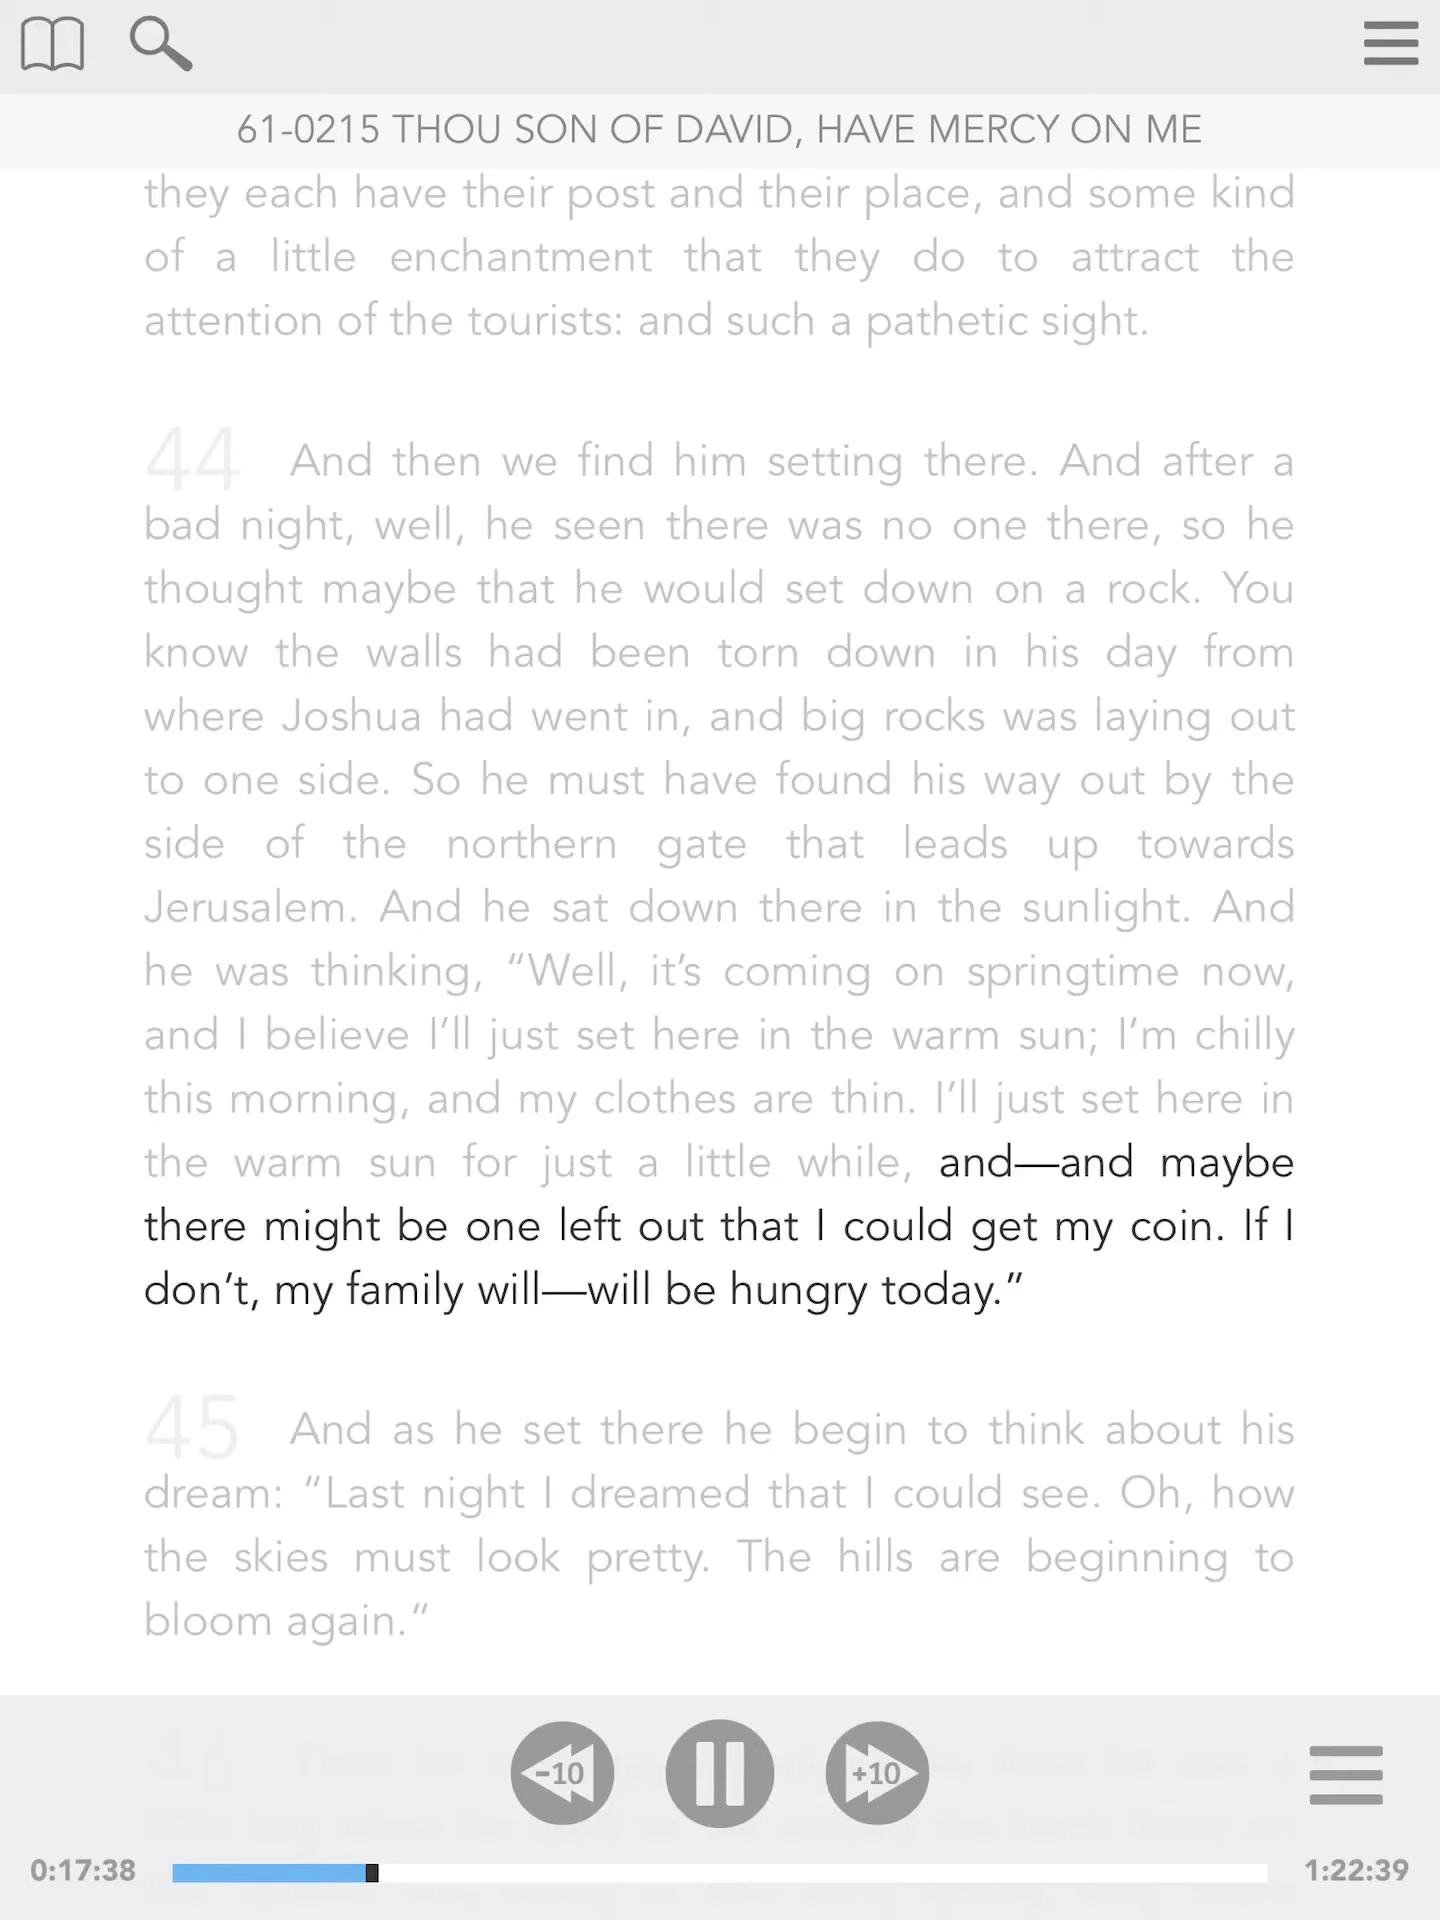 61-0215 THOU SON OF DAVID, HAVE MERCY ON ME
they each have their post and their place, and some kind
of a little enchantment that they do to attract the
attention of the tourists: and such a pathetic sight.
44 And then we find him setting there. And after a
bad night, well, he seen there was no one there, so he
thought maybe that he would set down on a rock. You
know the walls had been torn down in his day from
where Joshua had went in, and big rocks was laying out
to one side. So he must have found his way out by the
side of the northern gate that leads up towards
Jerusalem. And he sat down there in the sunlight. And
he was thinking, “Well, it’s coming on springtime now,
and I believe I’ll just set here in the warm sun; I’m chilly
this morning, and my clothes are thin. I’ll just set here in
the warm sun for just a little while, and—and maybe
there might be one left out that I could get my coin. If I
don’t, my family will—will be hungry today.”
45 And as he set there he begin to think about his
dream: “Last night I dreamed that I could see. Oh, how
the skies must look pretty. The hills are beginning to
bloom again.”
-10 +10
0:17:38 1:22:39